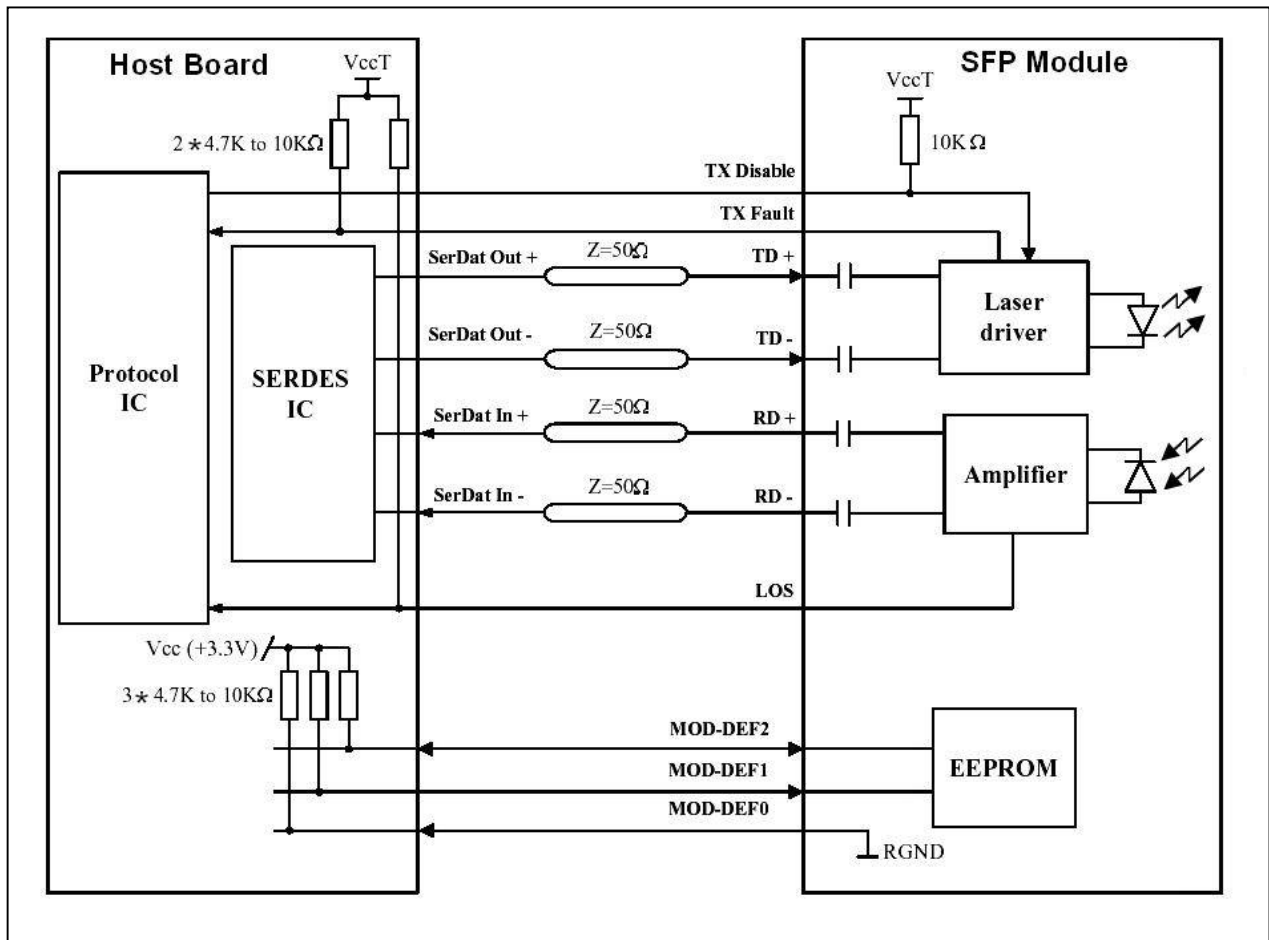 Host Board
SFP Module
VccT
VccT
2*4.7K to 10KΩ
10KΩ
TX Disable
TX Fault
SerDat Out +
Z=50Ω
TD +
Laser
driver
SerDat Out -
Z=50Ω
TD -
Protocol
IC
SERDES
IC
SerDat In +
Z=50Ω
RD +
Amplifier
SerDat In -
Z=50Ω
RD -
LOS
Vcc (+3.3V)
3*4.7K to 10KΩ
MOD-DEF2
EEPROM
MOD-DEF1
MOD-DEF0
RGND